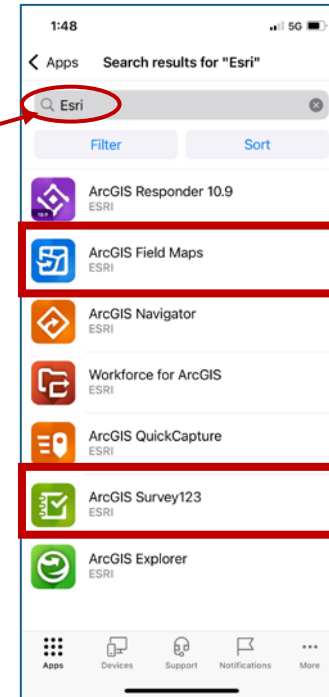 1:48 5G
Apps Search results for "Esri"
Esri
Filter Sort
10.9
ArcGIS Responder 10.9
ESRI
ArcGIS Field Maps
ESRI
ArcGIS Navigator
ESRI
Workforce for ArcGIS
ESRI
ArcGIS QuickCapture
ESRI
ArcGIS Survey123
ESRI
ArcGIS Explorer
ESRI
Apps Devices Support Notifications More